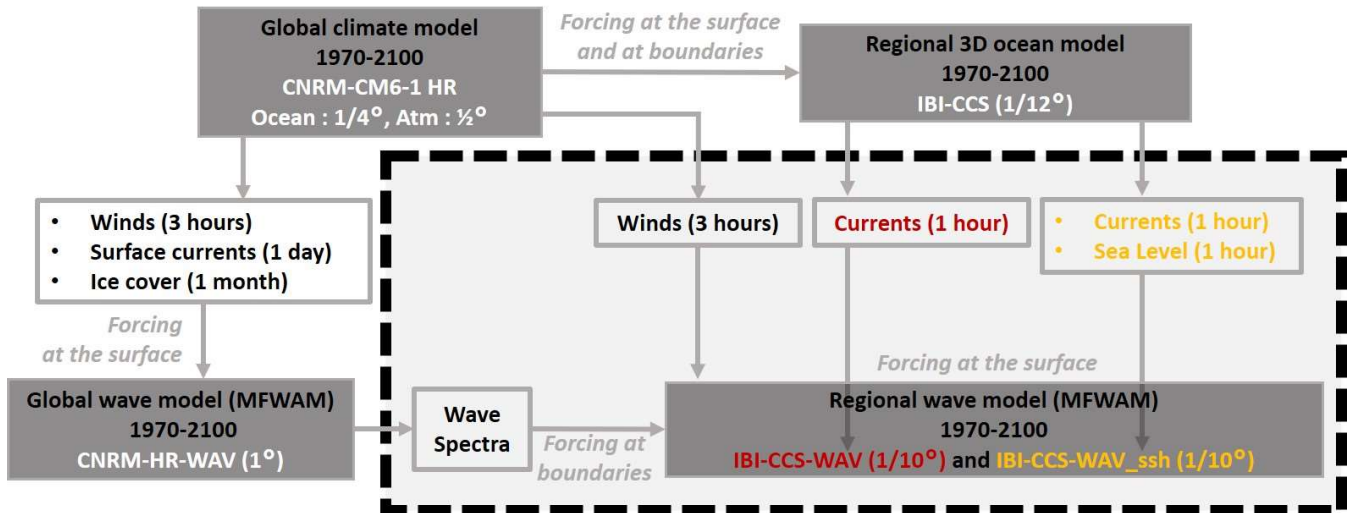 Global climate model
1970-2100
CNRM-CM6-1 HR
Ocean : 1/4°, Atm : ½°
Forcing at the surface
and at boundaries
Regional 3D ocean model
1970-2100
IBI-CCS (1/12°)
• Winds (3 hours)
• Surface currents (1 day)
• Ice cover (1 month)
Winds (3 hours)
Currents (1 hour)
• Currents (1 hour)
• Sea Level (1 hour)
Forcing
at the surface
Forcing at the surface
Global wave model (MFWAM)
1970-2100
CNRM-HR-WAV (1°)
Wave
Spectra
Forcing at
boundaries
Regional wave model (MFWAM)
1970-2100
IBI-CCS-WAV (1/10°) and IBI-CCS-WAV_ssh (1/10°)